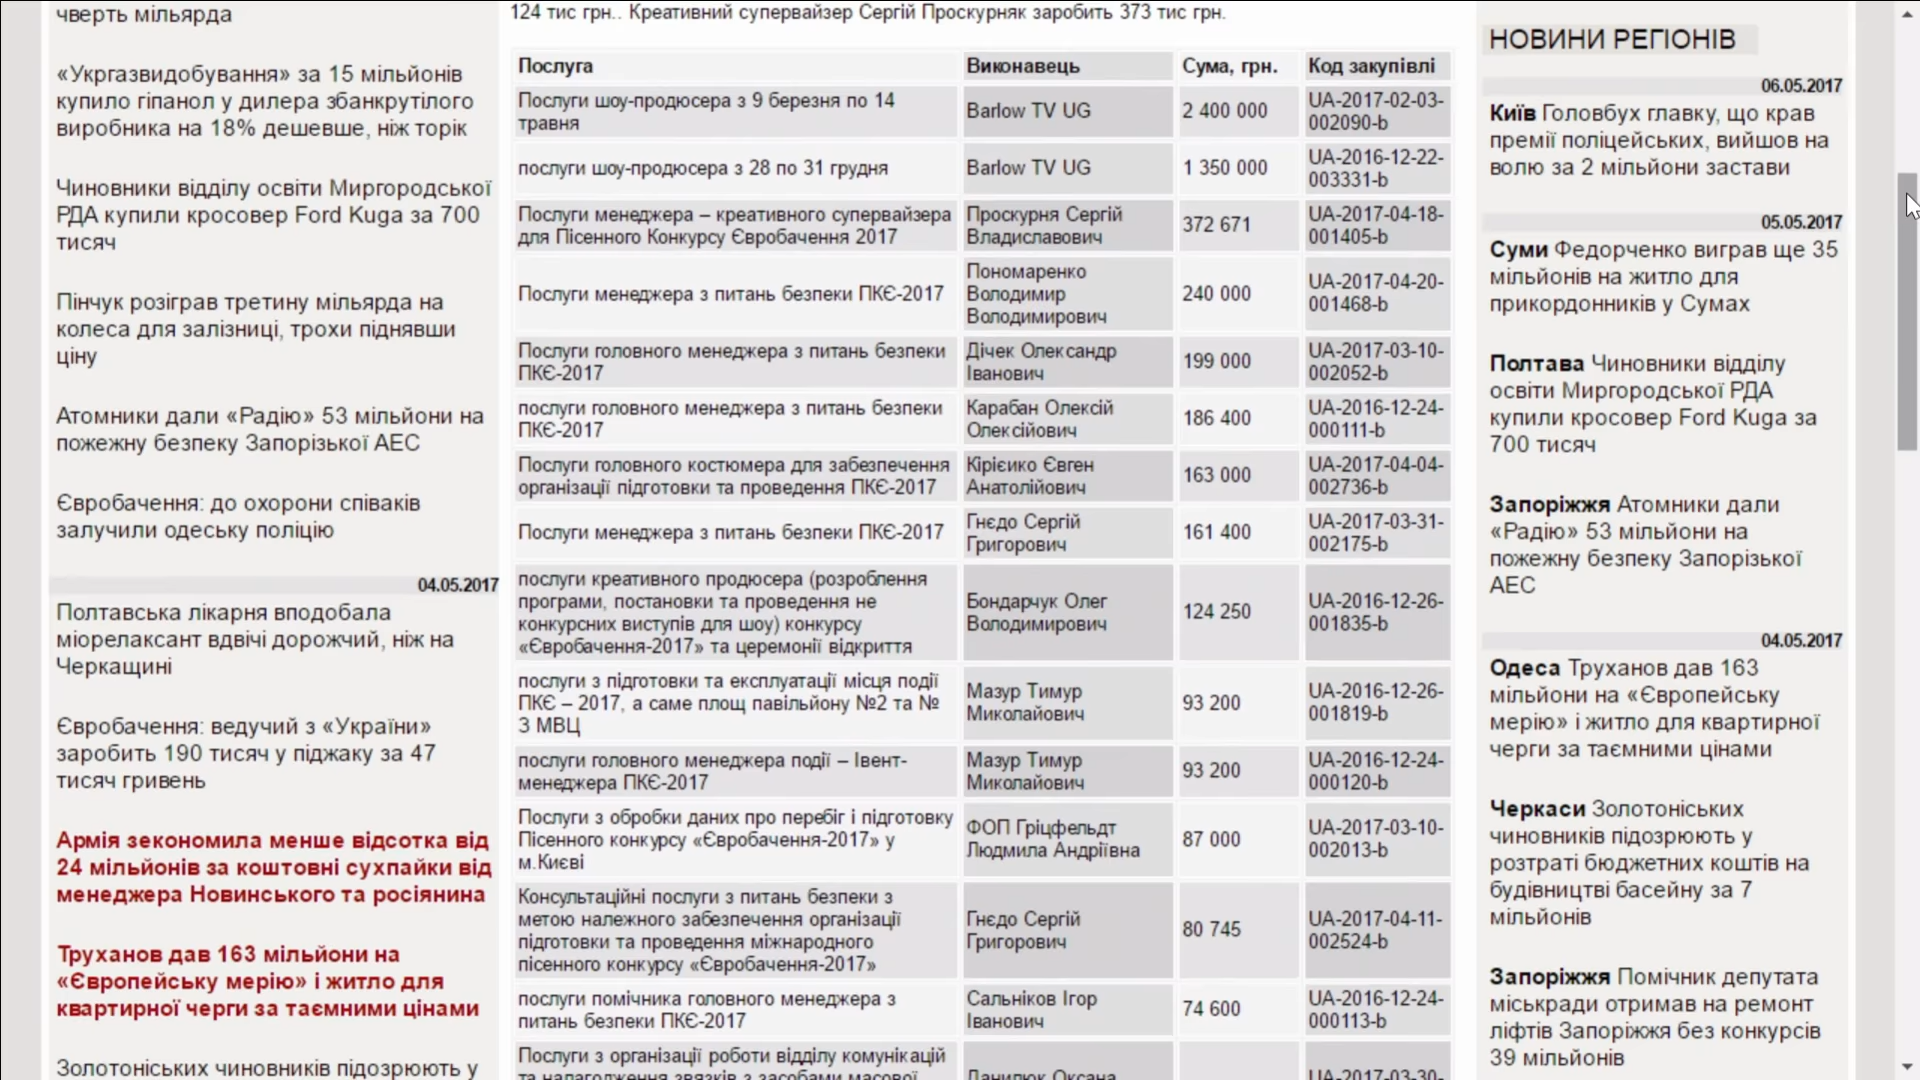 чверть мільярда
«Укргазвидобування» за 15 мільйонів
купило гіпанол у дилера збанкрутілого
виробника на 18% дешевше, ніж торік
Чиновники відділу освіти Миргородської
РДА купили кросовер Ford Kuga за 700
тисяч
Пінчук розіграв третину мільярда на
колеса для залізниці, трохи піднявши
ціну
Атомники дали «Радію» 53 мільйони на
пожежну безпеку Запорізької АЕС
Євробачення: до охорони співаків
залучили одеську поліцію
04.05.2017
Полтавська лікарня вподобала
міорелаксант вдвічі дорожчий, ніж на
Черкащині
Євробачення: ведучий з «України»
заробить 190 тисяч у піджаку за 47
тисяч гривень
Армія зекономила менше відсотка від
24 мільйонів за коштовні сухпайки від
менеджера Новинського та росіянина
Труханов дав 163 мільйони на
«Європейську мерію» і житло для
квартирної черги за таємними цінами
Золотоніських чиновників підозрюють у
124 тис грн.. Креативний супервайзер Сергій Проскурняк заробить 373 тис грн.
Послуга Виконавець Сума, грн. Код закупівлі
Послуги шоу-продюсера з 9 березня по 14
травня
Barlow TV UG
2 400 000
UA-2017-02-03-
002090-b
послуги шоу-продюсера з 28 по 31 грудня
Barlow TV UG
1 350 000
UA-2016-12-22-
003331-b
Послуги менеджера – креативного супервайзера
для Пісенного Конкурсу Євробачення 2017
Проскурня Сергій
Владиславович
372 671
UA-2017-04-18-
001405-b
Послуги менеджера з питань безпеки ПКЄ-2017
Пономаренко
Володимир
Володимирович
240 000
UA-2017-04-20-
001468-b
Послуги головного менеджера з питань безпеки
ПКЄ-2017
Дічек Олександр
Іванович
199 000
UA-2017-03-10-
002052-b
послуги головного менеджера з питань безпеки
ПКЄ-2017
Карабан Олексій
Олексійович
186 400
UA-2016-12-24-
000111-b
Послуги головного костюмера для забезпечення
організації підготовки та проведення ПКЄ-2017
Кірієико Євген
Анатолійович
163 000
UA-2017-04-04-
002736-b
Послуги менеджера з питань безпеки ПКЄ-2017
Гнєдо Сергій
Григорович
161 400
UA-2017-03-31-
002175-b
послуги креативного продюсера (розроблення
програми, постановки та проведення не
конкурсних виступів для шоу) конкурсу
«Євробачення-2017» та церемонії відкриття
Бондарчук Олег
Володимирович
124 250
UA-2016-12-26-
001835-b
послуги з підготовки та експлуатації місця події
ПКЄ – 2017, а саме площ павільйону №2 та №
3 МВЦ
Мазур Тимур
Миколайович
93 200
UA-2016-12-26-
001819-b
послуги головного менеджера події – Івент-
менеджера ПКЄ-2017
Мазур Тимур
Миколайович
93 200
UA-2016-12-24-
000120-b
Послуги з обробки даних про перебіг і підготовку
Пісенного конкурсу «Євробачення-2017» у
м.Києві
ФОП Гріцфельдт
Людмила Андріївна
87 000
UA-2017-03-10-
002013-b
Консультаційні послуги з питань безпеки з
метою належного забезпечення організації
підготовки та проведення міжнародного
пісенного конкурсу «Євробачення-2017»
Гнєдо Сергій
Григорович
80 745
UA-2017-04-11-
002524-b
послуги помічника головного менеджера з
питань безпеки ПКЄ-2017
Сальніков Ігор
Іванович
74 600
UA-2016-12-24-
000113-b
Послуги з організації роботи відділу комунікацій
та налагодження звязків з засобами масової
Данилюк Оксана
UA-2017-03-30-
НОВИНИ РЕГІОНІВ
06.05.2017
Київ Головбух главку, що крав
премії поліцейських, вийшов на
волю за 2 мільйони застави
05.05.2017
Суми Федорченко виграв ще 35
мільйонів на житло для
прикордонників у Сумах
Полтава Чиновники відділу
освіти Миргородської РДА
купили кросовер Ford Kuga за
700 тисяч
Запоріжжя Атомники дали
«Радію» 53 мільйони на
пожежну безпеку Запорізької
АЕС
04.05.2017
Одеса Труханов дав 163
мільйони на «Європейську
мерію» і житло для квартирної
черги за таємними цінами
Черкаси Золотоніських
чиновників підозрюють у
розтраті бюджетних коштів на
будівництві басейну за 7
мільйонів
Запоріжжя Помічник депутата
міськради отримав на ремонт
ліфтів Запоріжжя без конкурсів
39 мільйонів